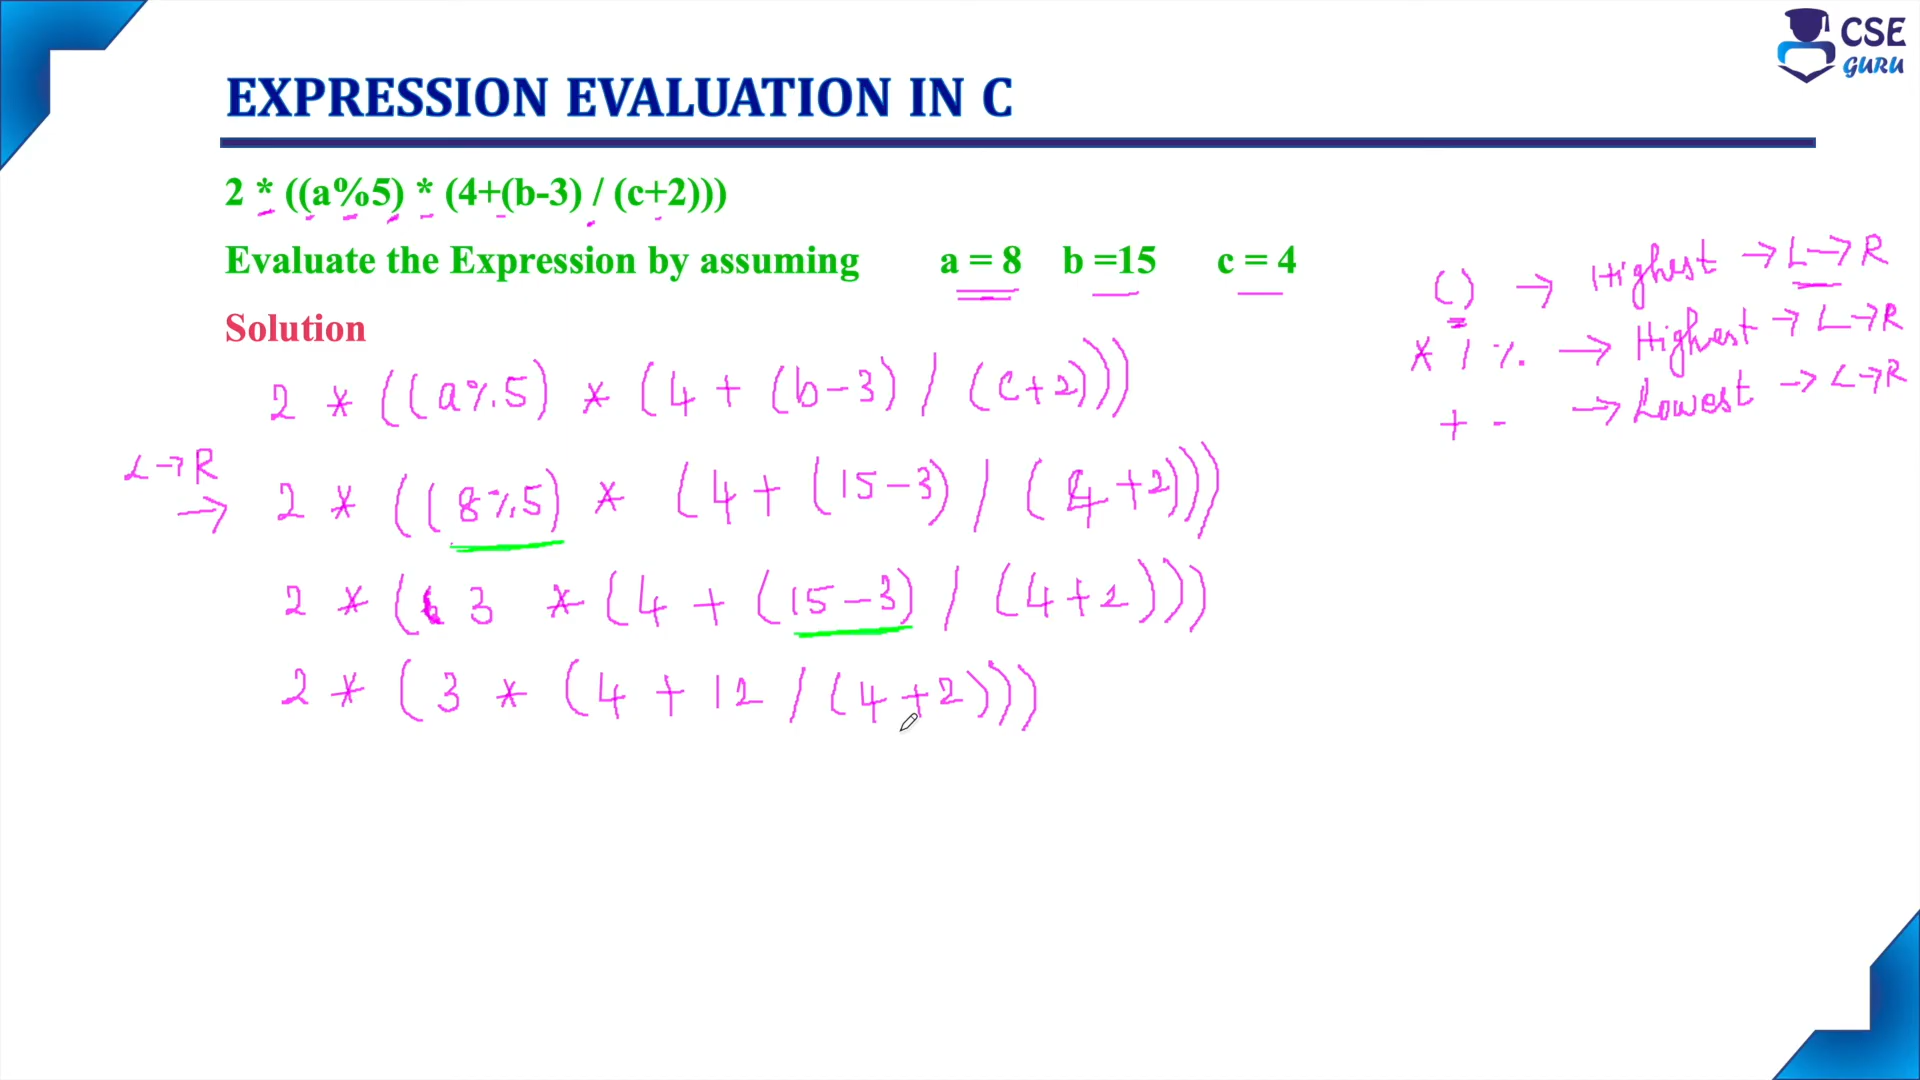 CSE
GURU
EXPRESSION EVALUATION IN C
2 * ((a%5) * (4+(b-3) / (c+2)))
Evaluate the Expression by assuming a = 8 b =15 c = 4
Solution
( ) → Highest → L→R
* / % → Highest → L→R
+ - → Lowest → L→R
2 * ((a%5) * (4 + (b-3) / (c+2)))
L→R
→ 2 * ((8%5) * (4 + (15-3) / (4+2)))
2 * ( 3 * (4 + (15-3) / (4+2)))
2 * (3 * (4 + 12 / (4+2)))